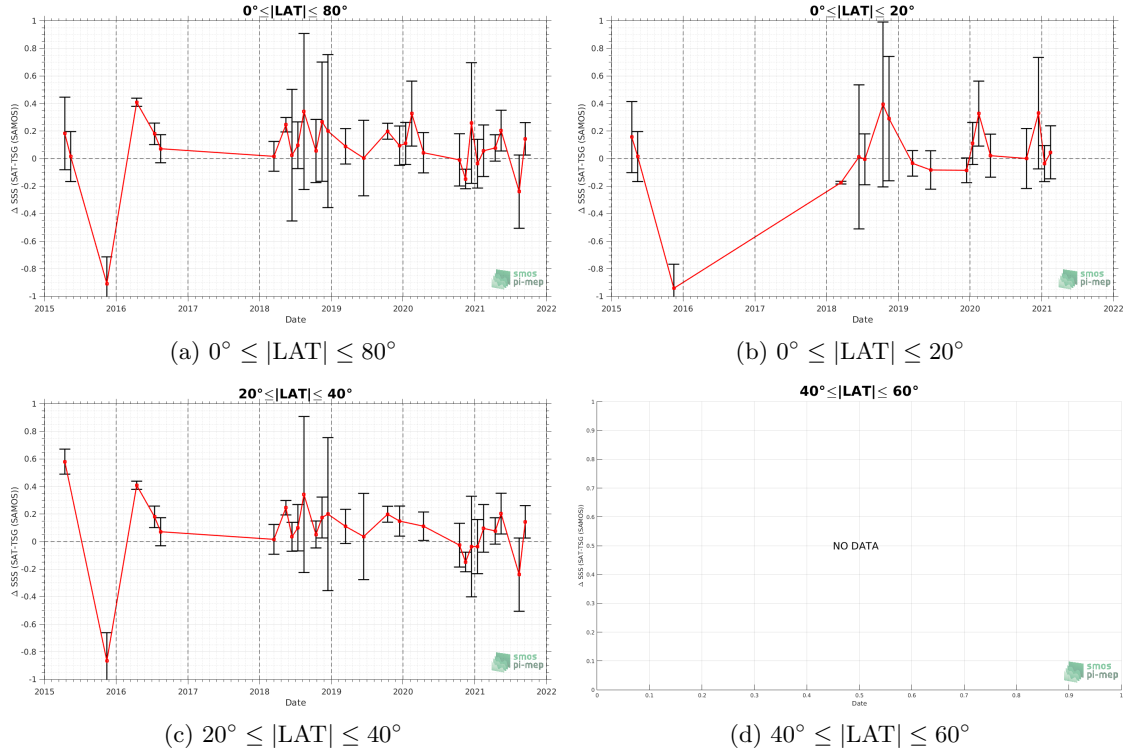 0°≤|LAT|≤ 80°
1
0.8
0.6
0.4
0.2
0
-0.2
-0.4
-0.6
-0.8
-1
Δ SSS (SAT-TSG (SAMOS))
2015 2016 2017 2018 2019 2020 2021 2022
Date
smos
pi-mep
(a) 0° ≤ |LAT| ≤ 80°
0°≤|LAT|≤ 20°
1
0.8
0.6
0.4
0.2
0
-0.2
-0.4
-0.6
-0.8
-1
Δ SSS (SAT-TSG (SAMOS))
2015 2016 2017 2018 2019 2020 2021 2022
Date
smos
pi-mep
(b) 0° ≤ |LAT| ≤ 20°
20°≤|LAT|≤ 40°
1
0.8
0.6
0.4
0.2
0
-0.2
-0.4
-0.6
-0.8
-1
Δ SSS (SAT-TSG (SAMOS))
2015 2016 2017 2018 2019 2020 2021 2022
Date
smos
pi-mep
(c) 20° ≤ |LAT| ≤ 40°
40°≤|LAT|≤ 60°
1
0.9
0.8
0.7
0.6
0.5
0.4
0.3
0.2
0.1
0
Δ SSS (SAT-TSG (SAMOS))
NO DATA
0 0.1 0.2 0.3 0.4 0.5 0.6 0.7 0.8 0.9 1
Date
smos
pi-mep
(d) 40° ≤ |LAT| ≤ 60°